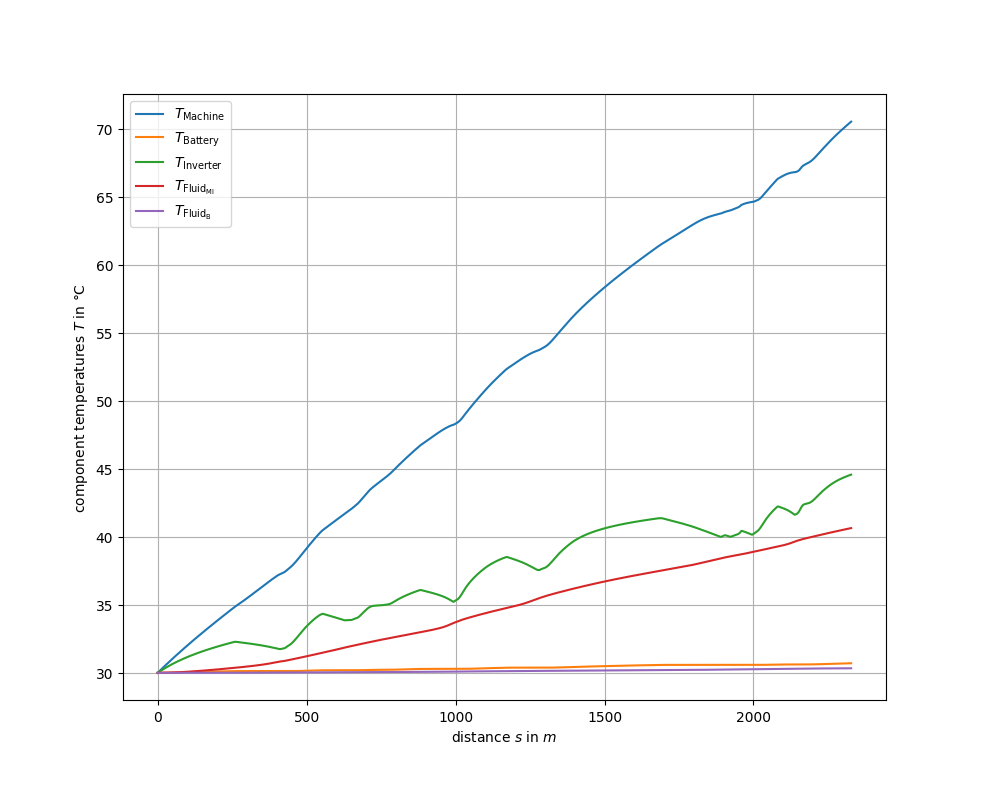 T_Machine
T_Battery
T_Inverter
T_Fluid_MI
T_Fluid_B
70
65
60
55
50
45
40
35
30
component temperatures T in °C
0 500 1000 1500 2000
distance s in m